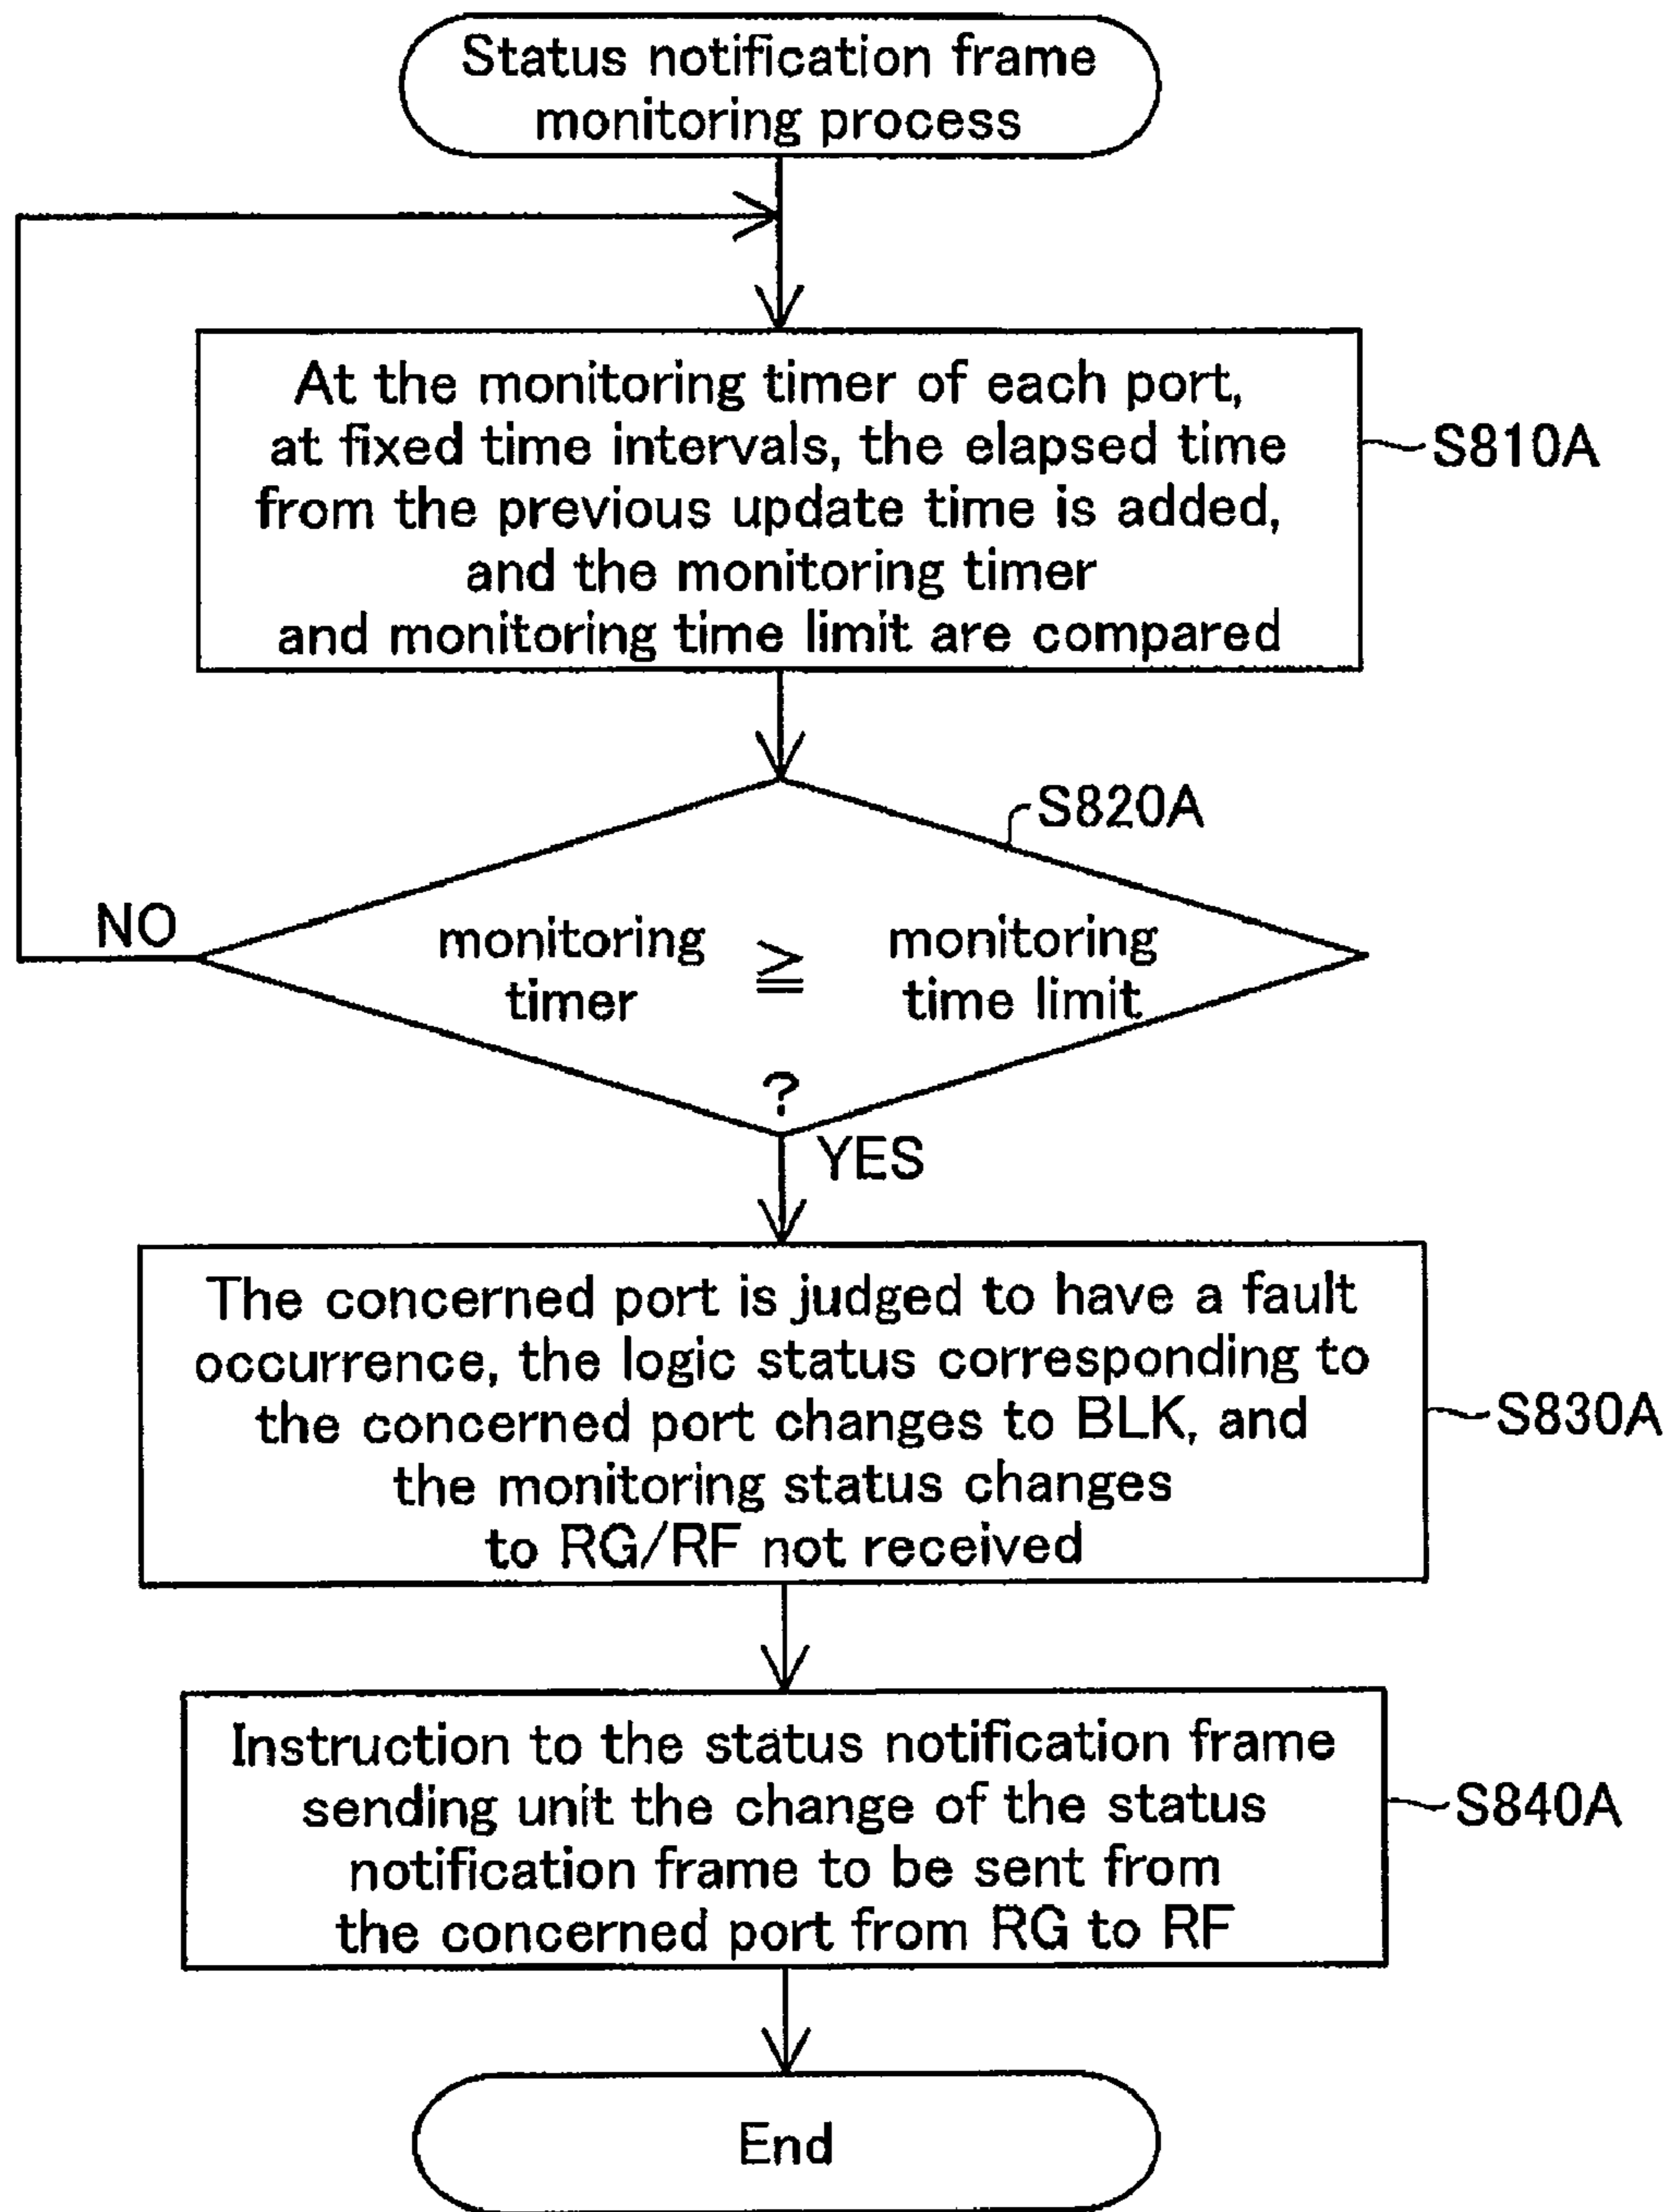 Status notification frame
monitoring process
At the monitoring timer of each port,
at fixed time intervals, the elapsed time
from the previous update time is added,
and the monitoring timer
and monitoring time limit are compared
S810A
S820A
NO
monitoring
timer
≧
monitoring
time limit
?
YES
The concerned port is judged to have a fault
occurrence, the logic status corresponding to
the concerned port changes to BLK, and
the monitoring status changes
to RG/RF not received
S830A
Instruction to the status notification frame
sending unit the change of the status
notification frame to be sent from
the concerned port from RG to RF
S840A
End